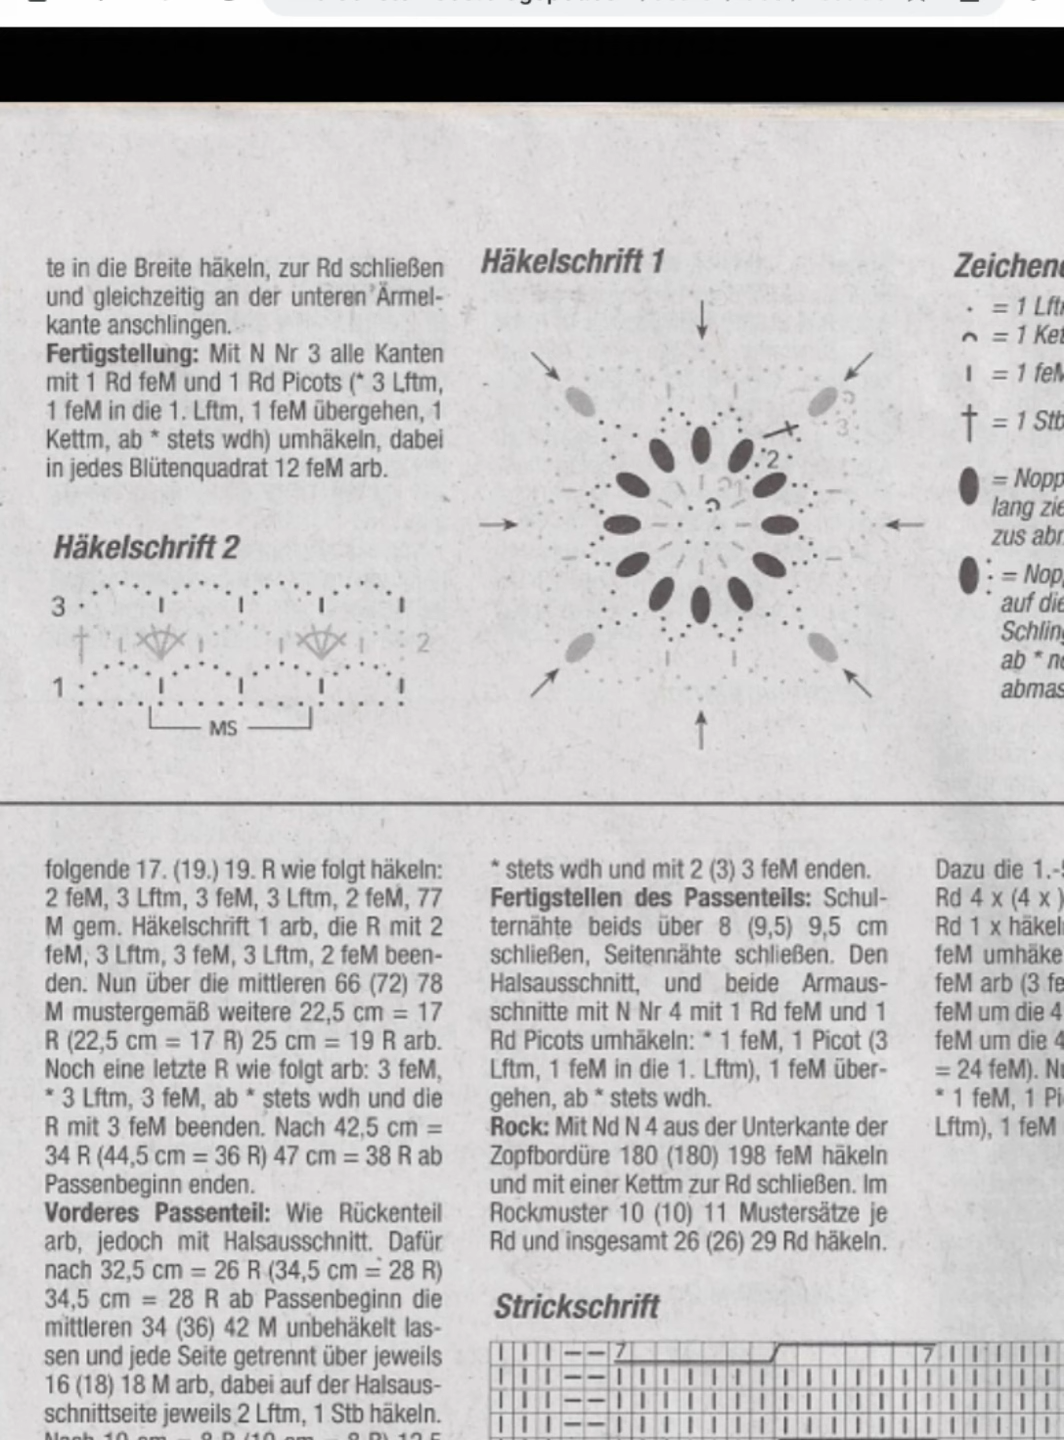 te in die Breite häkeln, zur Rd schließen
und gleichzeitig an der unteren Ärmel-
kante anschlingen.
Fertigstellung: Mit N Nr 3 alle Kanten
mit 1 Rd feM und 1 Rd Picots (* 3 Lftm,
1 feM in die 1. Lftm, 1 feM übergehen, 1
Kettm, ab * stets wdh) umhäkeln, dabei
in jedes Blütenquadrat 12 feM arb.
Häkelschrift 2
3
2
1
MS
Häkelschrift 1
3
2
1
= 1
= 1
= 1
= 1
=
lang
zus
=
auf
ab *
folgende 17. (19.) 19. R wie folgt häkeln:
2 feM, 3 Lftm, 3 feM, 3 Lftm, 2 feM, 77
M gem. Häkelschrift 1 arb, die R mit 2
feM, 3 Lftm, 3 feM, 3 Lftm, 2 feM been-
den. Nun über die mittleren 66 (72) 78
M mustergemäß weitere 22,5 cm = 17
R (22,5 cm = 17 R) 25 cm = 19 R arb.
Noch eine letzte R wie folgt arb: 3 feM,
* 3 Lftm, 3 feM, ab * stets wdh und die
R mit 3 feM beenden. Nach 42,5 cm =
34 R (44,5 cm = 36 R) 47 cm = 38 R ab
Passenbeginn enden.
Vorderes Passenteil: Wie Rückenteil
arb, jedoch mit Halsausschnitt. Dafür
nach 32,5 cm = 26 R (34,5 cm = 28 R)
34,5 cm = 28 R ab Passenbeginn die
mittleren 34 (36) 42 M unbehäkelt las-
sen und jede Seite getrennt über jeweils
16 (18) 18 M arb, dabei auf der Halsaus-
schnittseite jeweils 2 Lftm, 1 Stb häkeln.
* stets wdh und mit 2 (3) 3 feM enden.
Fertigstellen des Passenteils: Schul-
ternähte beids über 8 (9,5) 9,5 cm
schließen, Seitennähte schließen. Den
Halsausschnitt, und beide Armaus-
schnitte mit N Nr 4 mit 1 Rd feM und 1
Rd Picots umhäkeln: * 1 feM, 1 Picot (3
Lftm, 1 feM in die 1. Lftm), 1 feM über-
gehen, ab * stets wdh.
Rock: Mit Nd N 4 aus der Unterkante der
Zopfbordüre 180 (180) 198 feM häkeln
und mit einer Kettm zur Rd schließen. Im
Rockmuster 10 (10) 11 Mustersätze je
Rd und insgesamt 26 (26) 29 Rd häkeln.
Strickschrift
7
7
Dazu die
Rd 4 x (4 x
Rd 1 x
feM
feM arb (3
feM um die 4
feM um die
= 24 feM).
* 1 feM, 1
Lftm), 1 feM